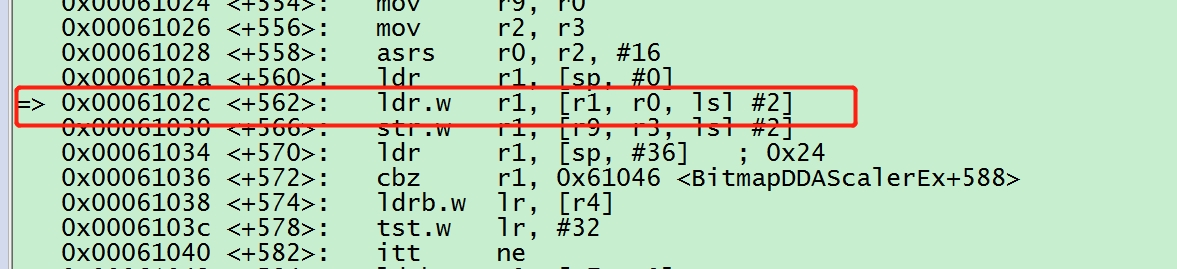 0x00061024 <+554>: mov r9, r0
0x00061026 <+556>: mov r2, r3
0x00061028 <+558>: asrs r0, r2, #16
0x0006102a <+560>: ldr r1, [sp, #0]
=> 0x0006102c <+562>: ldr.w r1, [r1, r0, lsl #2]
0x00061030 <+566>: str.w r1, [r9, r3, lsl #2]
0x00061034 <+570>: ldr r1, [sp, #36] ; 0x24
0x00061036 <+572>: cbz r1, 0x61046 <BitmapDDAScalerEx+588>
0x00061038 <+574>: ldrb.w lr, [r4]
0x0006103c <+578>: tst.w lr, #32
0x00061040 <+582>: itt ne